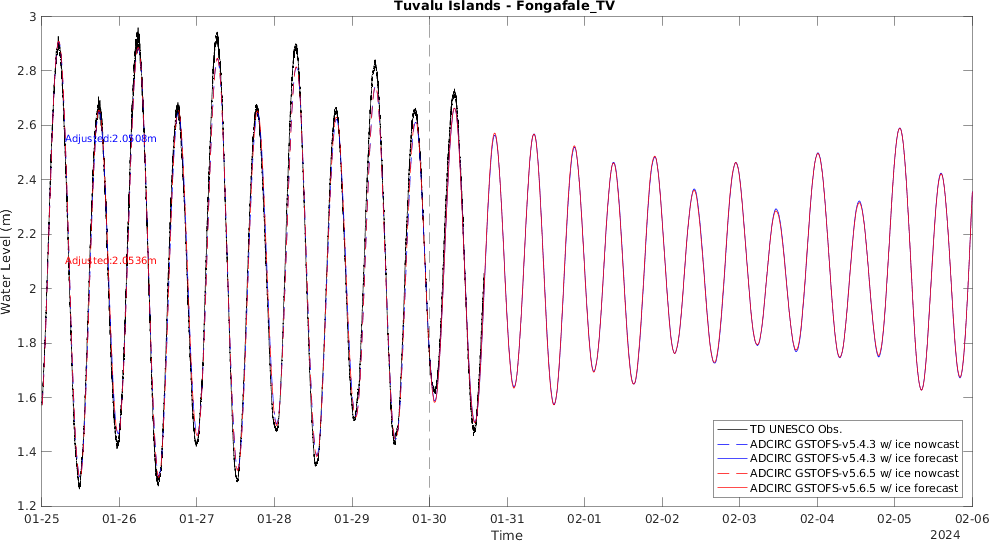 Tuvalu Islands - Fongafale_TV
3
2.8
2.6
2.4
2.2
2
1.8
1.6
1.4
1.2
Water Level (m)
Adjusted:2.0508m
Adjusted:2.0536m
TD UNESCO Obs.
ADCIRC GSTOFS-v5.4.3 w/ ice nowcast
ADCIRC GSTOFS-v5.4.3 w/ ice forecast
ADCIRC GSTOFS-v5.6.5 w/ ice nowcast
ADCIRC GSTOFS-v5.6.5 w/ ice forecast
01-25 01-26 01-27 01-28 01-29 01-30 01-31 02-01 02-02 02-03 02-04 02-05 02-06
Time
2024